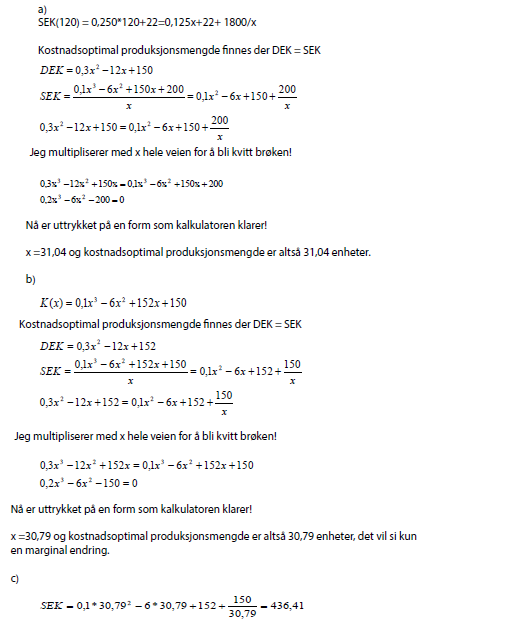 a)
SEK(120) = 0,250*120+22=0,125x+22+ 1800/x
Kostnadsoptimal produksjonsmengde finnes der DEK = SEK
DEK = 0,3x² −12x+150
SEK = (0,1x³ − 6x² +150x + 200)/x = 0,1x² − 6x +150 + 200/x
0,3x² −12x+150 = 0,1x² − 6x +150 + 200/x
Jeg multipliserer med x hele veien for å bli kvitt brøken!
0,3x³ −12x² +150x = 0,1x³ − 6x² +150x + 200
0,2x³ −6x² −200 = 0
Nå er uttrykket på en form som kalkulatoren klarer!
x =31,04 og kostnadsoptimal produksjonsmengde er altså 31,04 enheter.
b)
K(x) = 0,1x³ − 6x² +152x +150
Kostnadsoptimal produksjonsmengde finnes der DEK = SEK
DEK = 0,3x² −12x+152
SEK = (0,1x³ − 6x² +152x +150)/x = 0,1x² − 6x +152 + 150/x
0,3x² −12x +152 = 0,1x² − 6x +152 + 150/x
Jeg multipliserer med x hele veien for å bli kvitt brøken!
0,3x³ −12x² +152x = 0,1x³ − 6x² +152x +150
0,2x³ − 6x² −150 = 0
Nå er uttrykket på en form som kalkulatoren klarer!
x =30,79 og kostnadsoptimal produksjonsmengde er altså 30,79 enheter, det vil si kun
en marginal endring.
c)
SEK = 0,1* 30,79² − 6 * 30,79 +152 + 150/30,79 = 436,41